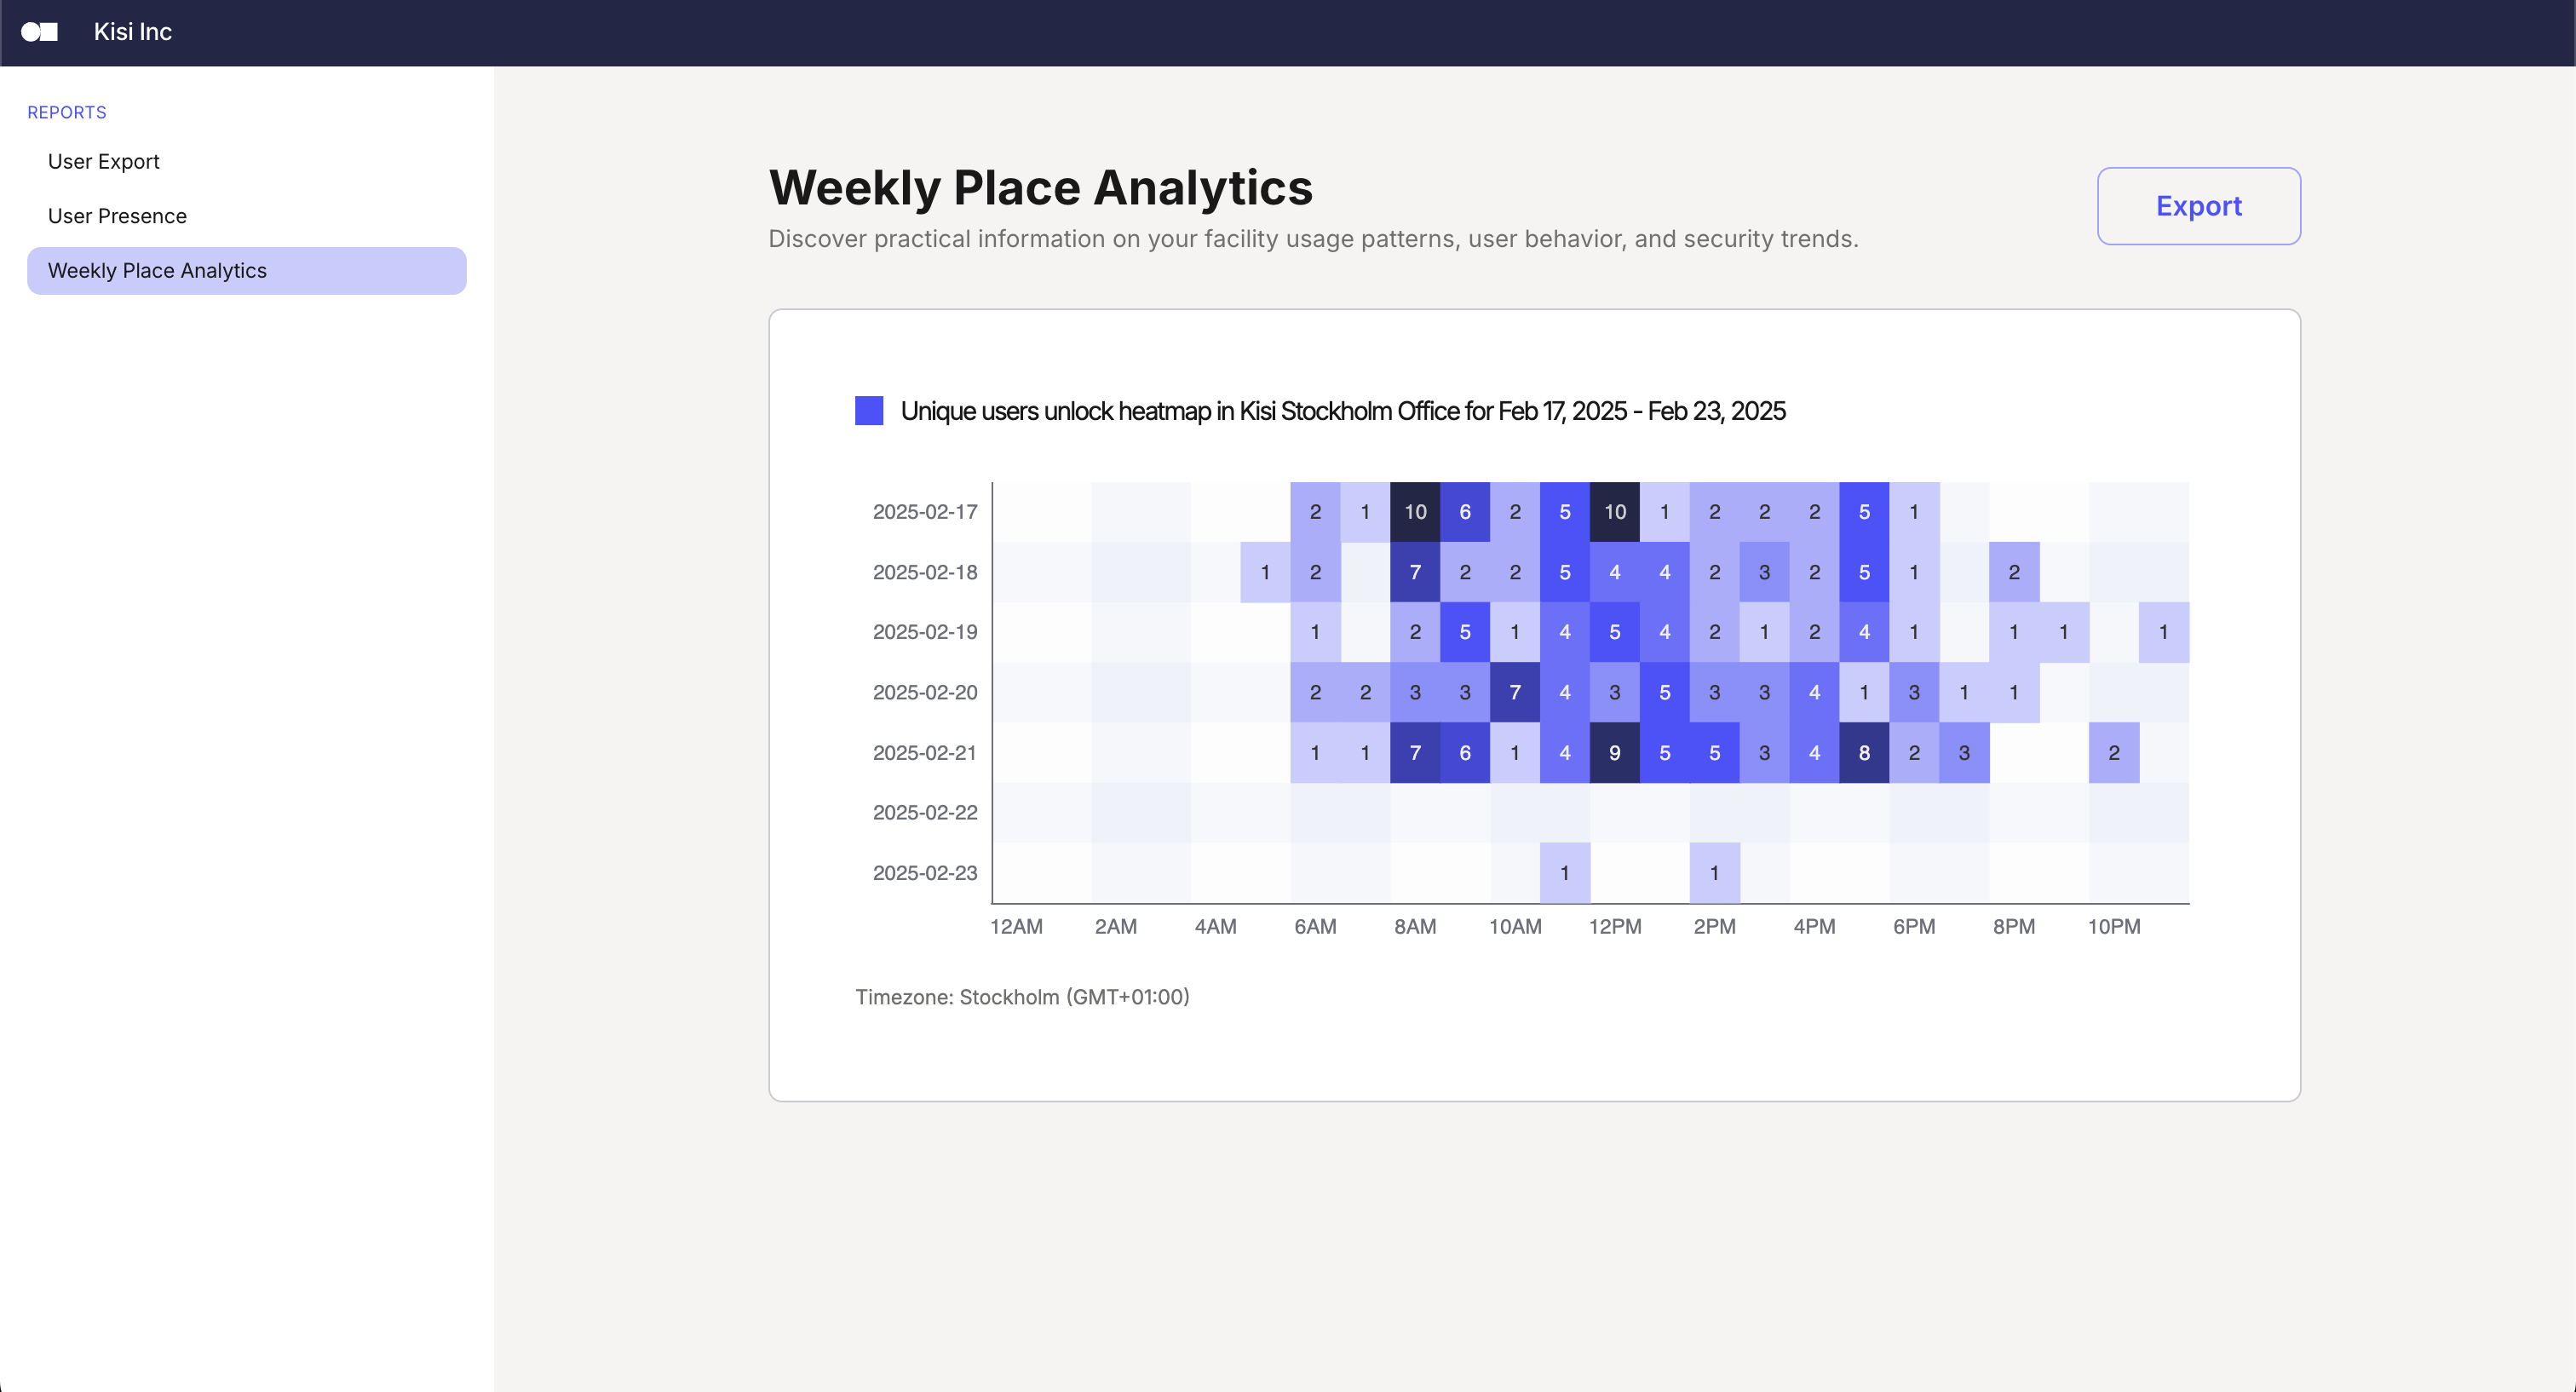 Kisi Inc
REPORTS
User Export
User Presence
Weekly Place Analytics
Weekly Place Analytics
Discover practical information on your facility usage patterns, user behavior, and security trends.
Export
Unique users unlock heatmap in Kisi Stockholm Office for Feb 17, 2025 - Feb 23, 2025
2025-02-17 2 1 10 6 2 5 10 1 2 2 2 5 1
2025-02-18 1 2 7 2 2 5 4 4 2 3 2 5 1 2
2025-02-19 1 2 5 1 4 5 4 2 1 2 4 1 1 1 1
2025-02-20 2 2 3 3 7 4 3 5 3 3 4 1 3 1 1
2025-02-21 1 1 7 6 1 4 9 5 5 3 4 8 2 3 2
2025-02-22
2025-02-23 1 1
12AM 2AM 4AM 6AM 8AM 10AM 12PM 2PM 4PM 6PM 8PM 10PM
Timezone: Stockholm (GMT+01:00)